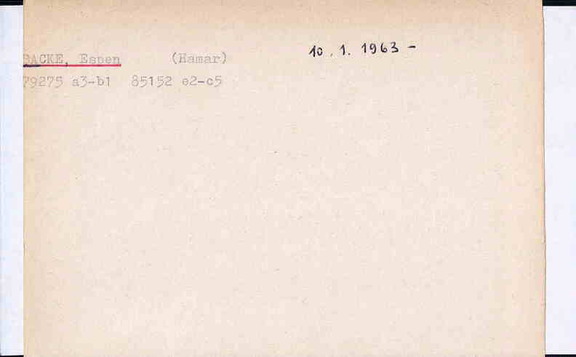 BACKE, Espen (Hamar) 10.1.1963 –
79275 a3-b1 85152 e2-c5